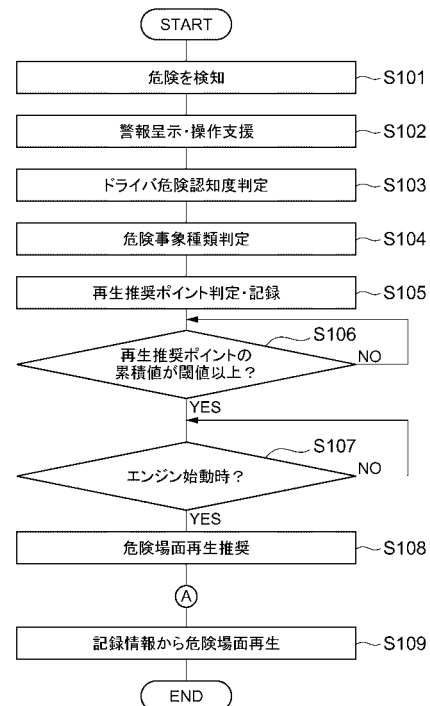 START
危険を検知
S101
警報呈示・操作支援
S102
ドライバ危険認知度判定
S103
危険事象種類判定
S104
再生推奨ポイント判定・記録
S105
S106
再生推奨ポイントの
累積値が閾値以上？
NO
YES
S107
エンジン始動時？
NO
YES
危険場面再生推奨
S108
A
記録情報から危険場面再生
S109
END